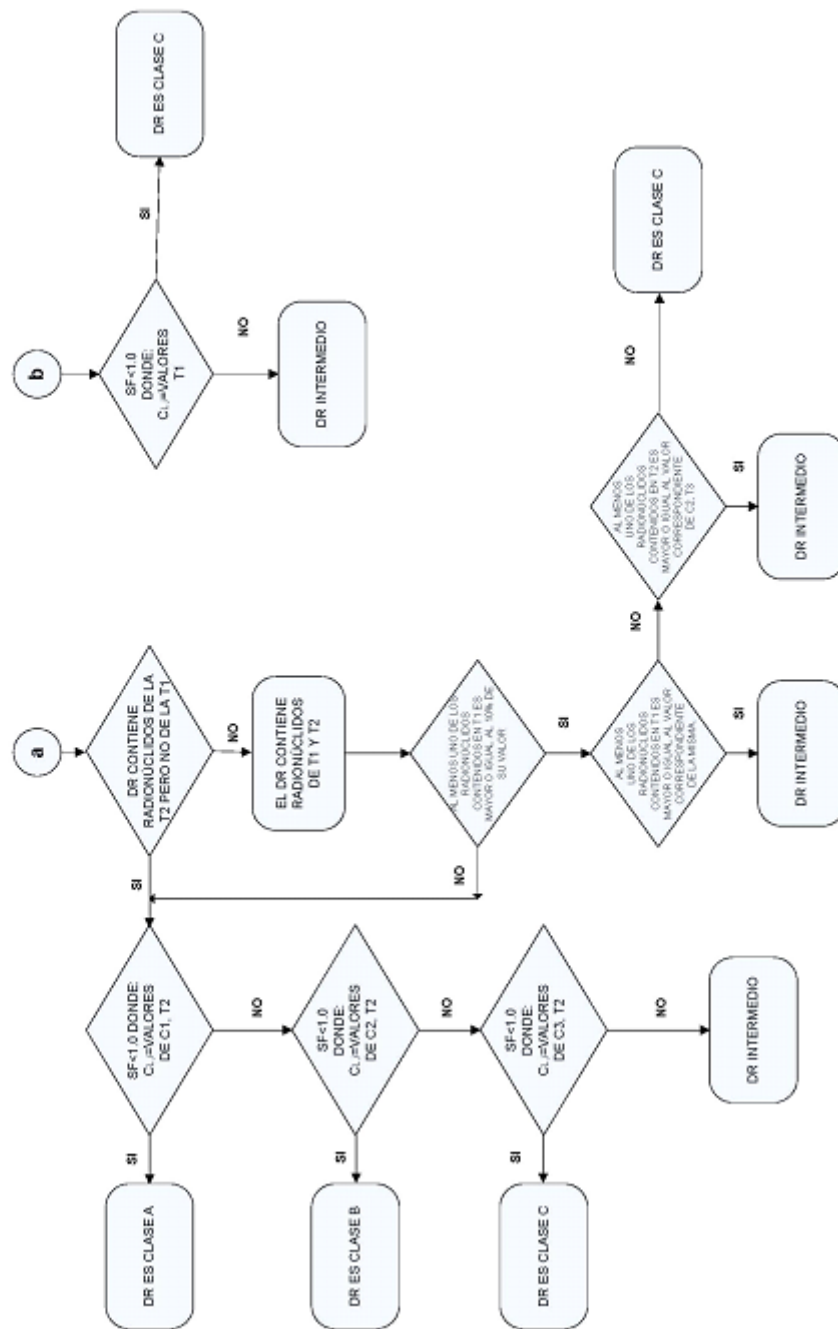 a
DR CONTIENE
RADIONÚCLIDOS DE LA
T2 PERO NO DE LA T1
SI
NO
SF<1.0 DONDE:
CL,i=VALORES
DE C1, T2
SI
NO
DR ES CLASE A
SF<1.0
DONDE:
CL,i=VALORES
DE C2, T2
SI
NO
DR ES CLASE B
SF<1.0
DONDE:
CL,i=VALORES
DE C3, T2
SI
NO
DR ES CLASE C
DR INTERMEDIO
EL DR CONTIENE
RADIONÚCLIDOS
DE T1 Y T2
AL MENOS UNO DE LOS
RADIONÚCLIDOS
CONTENIDOS EN T1 ES
MAYOR O IGUAL AL 10% DE
SU VALOR
NO
SI
AL MENOS
UNO DE LOS
RADIONÚCLIDOS
CONTENIDOS EN T1 ES
MAYOR O IGUAL AL VALOR
CORRESPONDIENTE
DE LA MISMA
SI
NO
DR INTERMEDIO
AL MENOS
UNO DE LOS
RADIONÚCLIDOS
CONTENIDOS EN T2 ES
MAYOR O IGUAL AL VALOR
CORRESPONDIENTE
DE C2, T3
SI
NO
DR INTERMEDIO
DR ES CLASE C
b
SF<1.0
DONDE:
CL,i=VALORES
T1
SI
NO
DR ES CLASE C
DR INTERMEDIO